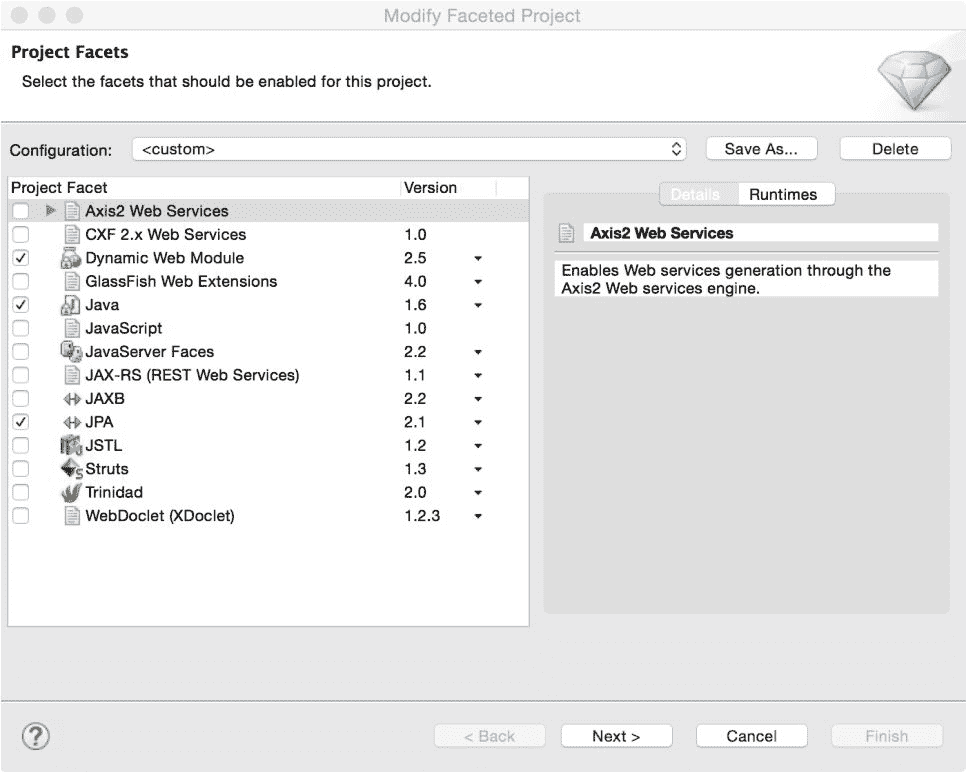 Modify Faceted Project
Project Facets
Select the facets that should be enabled for this project.
Configuration: <custom> Save As... Delete
Project Facet Version
Details Runtimes
Axis2 Web Services
CXF 2.x Web Services 1.0
Dynamic Web Module 2.5
GlassFish Web Extensions 4.0
Java 1.6
JavaScript 1.0
JavaServer Faces 2.2
JAX-RS (REST Web Services) 1.1
JAXB 2.2
JPA 2.1
JSTL 1.2
Struts 1.3
Trinidad 2.0
WebDoclet (XDoclet) 1.2.3
Axis2 Web Services
Enables Web services generation through the
Axis2 Web services engine.
? < Back Next > Cancel Finish